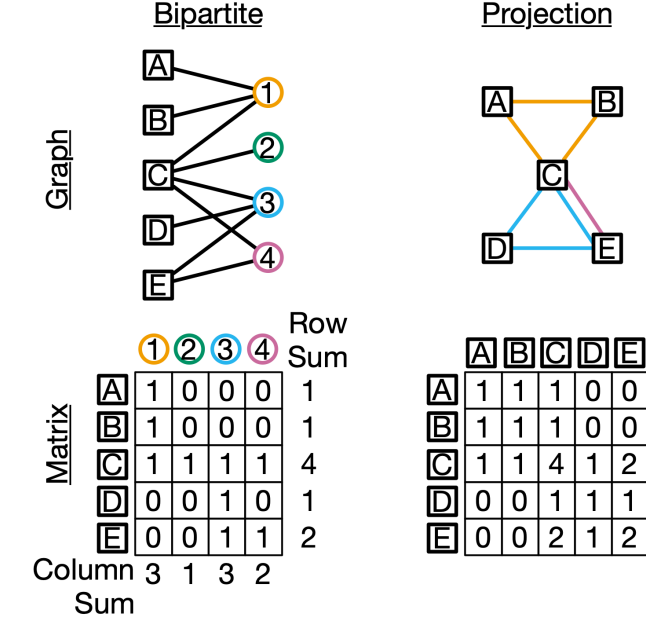 Bipartite
Projection
Graph
A
B
C
D
E
1
2
3
4
A B
C
D E
Matrix
1 2 3 4 Row Sum
A 1 0 0 0 1
B 1 0 0 0 1
C 1 1 1 1 4
D 0 0 1 0 1
E 0 0 1 1 2
Column Sum 3 1 3 2
A B C D E
A 1 1 1 0 0
B 1 1 1 0 0
C 1 1 4 1 2
D 0 0 1 1 1
E 0 0 2 1 2